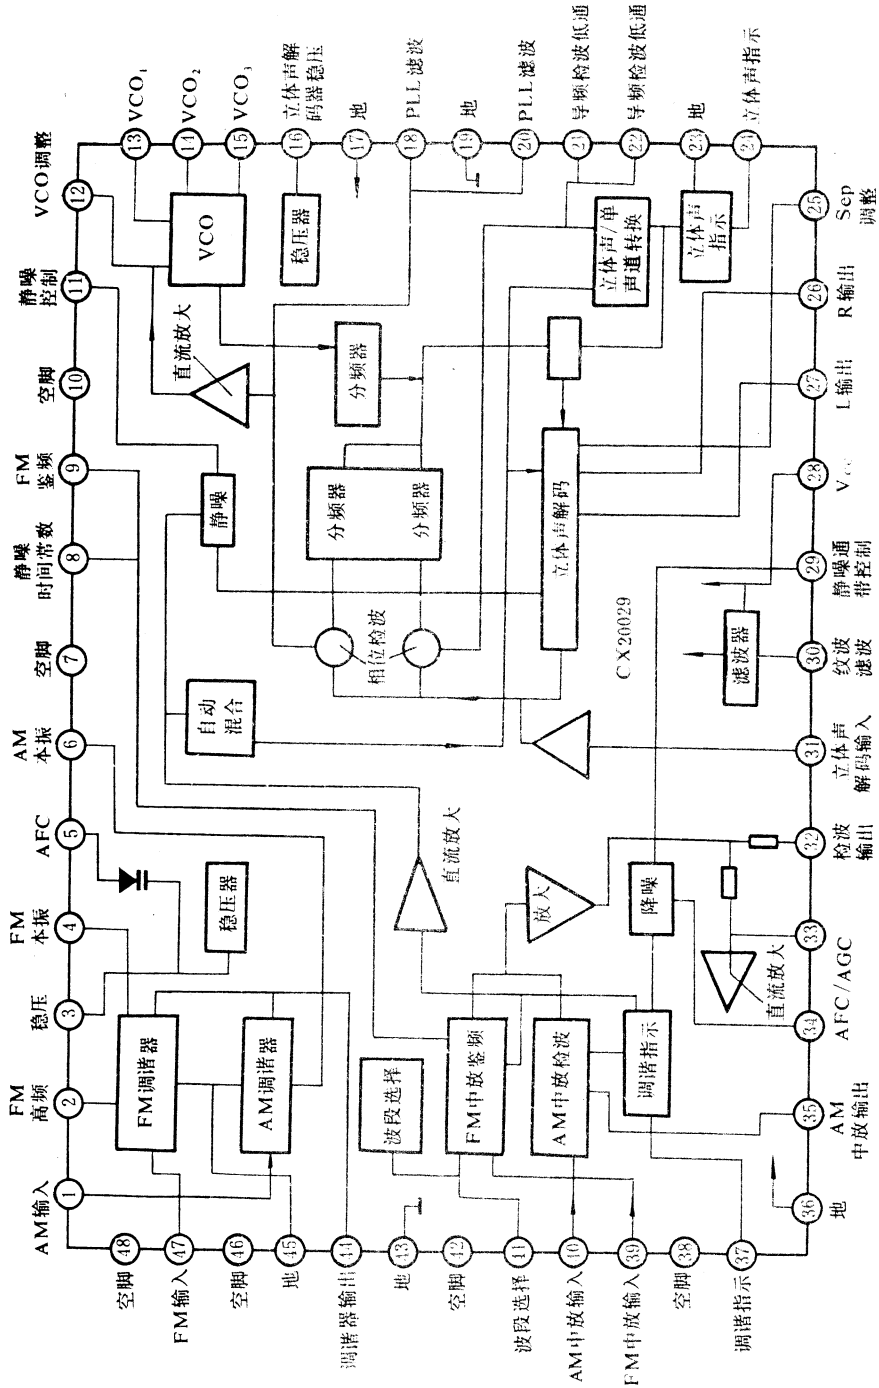 AM输入
1
FM
高频
2
稳压
3
FM
本振
4
AFC
5
AM
本振
6
空脚
7
静噪
时间常数
8
FM
鉴频
9
空脚
10
静噪
控制
11
VCO调整
12
13
VCO1
14
VCO2
15
VCO3
16
立体声解
码器稳压
17
地
18
PLL滤波
19
地
20
PLL滤波
21
导频检波低通
22
导频检波低通
23
地
24
立体声指示
25
Sep
调整
26
R输出
27
L输出
28
Vcc
29
静噪通
带控制
30
纹波
滤波
31
立体声
解码输入
32
检波
输出
33
34
AFC/AGC
35
AM
中放输出
36
地
37
调谐指示
38
空脚
39
FM中放输入
40
AM中放输入
41
波段选择
42
空脚
43
地
44
调谐器输出
45
地
46
空脚
47
FM输入
48
空脚
FM调谐器
AM调谐器
稳压器
波段选择
FM中放鉴频
AM中放检波
调谐指示
降噪
放大
直流放大
直流放大
自动
混合
静噪
直流放大
VCO
稳压器
分频器
分频器
分频器
相位检波
立体声解码
立体声/单
声道转换
立体声
指示
滤波器
CX20029